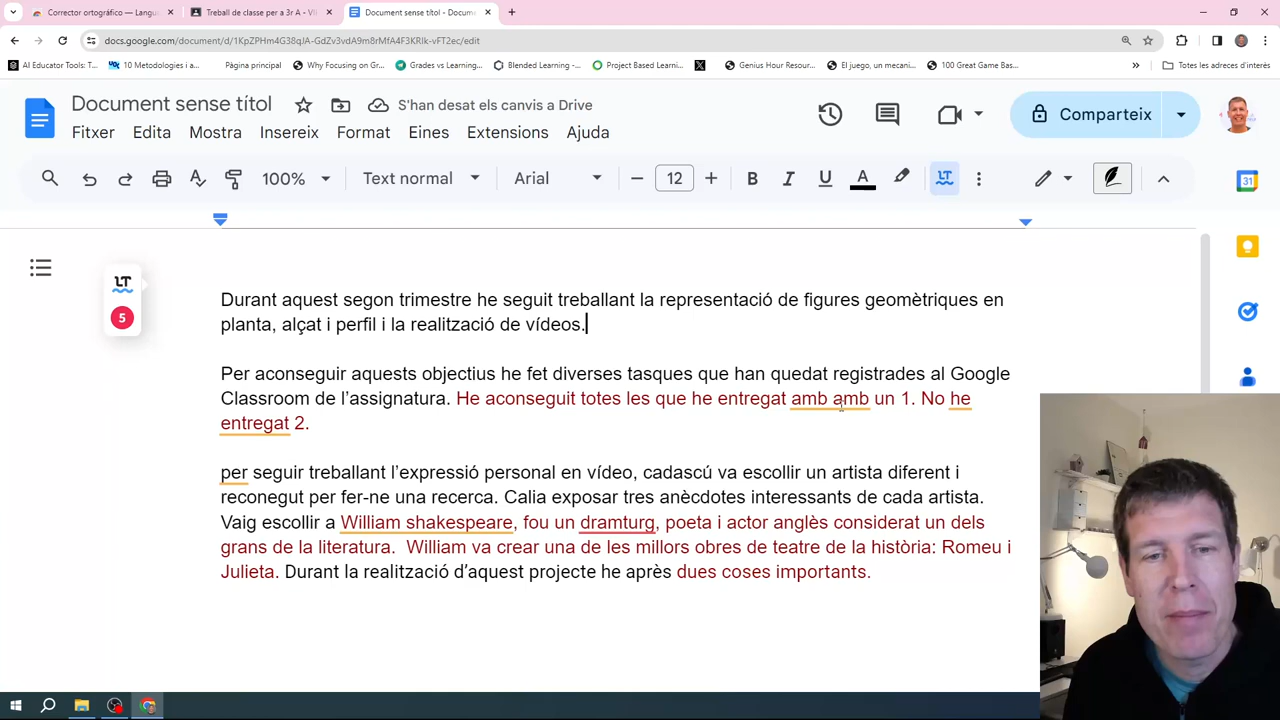 Corrector ortográfico — Langu
Treball de classe per a 3r A - Vi
Document sense títol - Docume
docs.google.com/document/d/1KpZPHm4G38qJA-GdZv3vdA9m8rMfA4F3KRlk-vFT2ec/edit
AI Educator Tools: T...
10 Metodologies i a...
Pàgina principal
Why Focusing on Gr...
Grades vs Learning...
Blended Learning -...
Project Based Learni...
Genius Hour Resour...
El juego, un mecani...
100 Great Game Bas...
Totes les adreces d'interès
Document sense títol
S'han desat els canvis a Drive
Fitxer Edita Mostra Insereix Format Eines Extensions Ajuda
Comparteix
100% Text normal Arial 12 B I U A LT
31
LT
5
Durant aquest segon trimestre he seguit treballant la representació de figures geomètriques en
planta, alçat i perfil i la realització de vídeos.
Per aconseguir aquests objectius he fet diverses tasques que han quedat registrades al Google
Classroom de l’assignatura. He aconseguit totes les que he entregat amb amb un 1. No he
entregat 2.
per seguir treballant l’expressió personal en vídeo, cadascú va escollir un artista diferent i
reconegut per fer-ne una recerca. Calia exposar tres anècdotes interessants de cada artista.
Vaig escollir a William shakespeare, fou un dramturg, poeta i actor anglès considerat un dels
grans de la literatura.  William va crear una de les millors obres de teatre de la història: Romeu i
Julieta. Durant la realització d’aquest projecte he après dues coses importants.